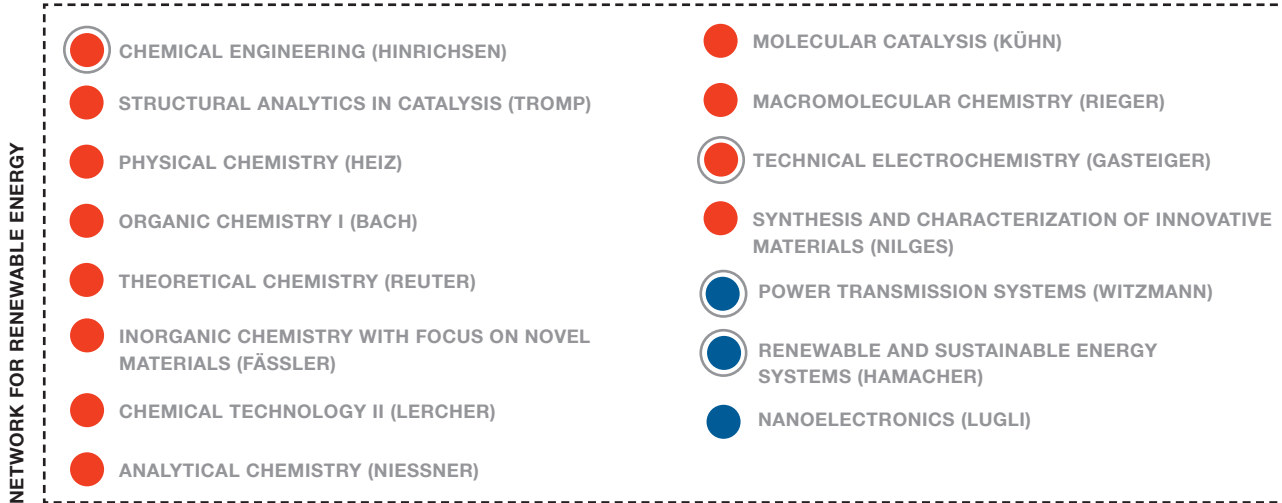 NETWORK FOR RENEWABLE ENERGY
CHEMICAL ENGINEERING (HINRICHSEN)
STRUCTURAL ANALYTICS IN CATALYSIS (TROMP)
PHYSICAL CHEMISTRY (HEIZ)
ORGANIC CHEMISTRY I (BACH)
THEORETICAL CHEMISTRY (REUTER)
INORGANIC CHEMISTRY WITH FOCUS ON NOVEL
MATERIALS (FÄSSLER)
CHEMICAL TECHNOLOGY II (LERCHER)
ANALYTICAL CHEMISTRY (NIESSNER)
MOLECULAR CATALYSIS (KÜHN)
MACROMOLECULAR CHEMISTRY (RIEGER)
TECHNICAL ELECTROCHEMISTRY (GASTEIGER)
SYNTHESIS AND CHARACTERIZATION OF INNOVATIVE
MATERIALS (NILGES)
POWER TRANSMISSION SYSTEMS (WITZMANN)
RENEWABLE AND SUSTAINABLE ENERGY
SYSTEMS (HAMACHER)
NANOELECTRONICS (LUGLI)